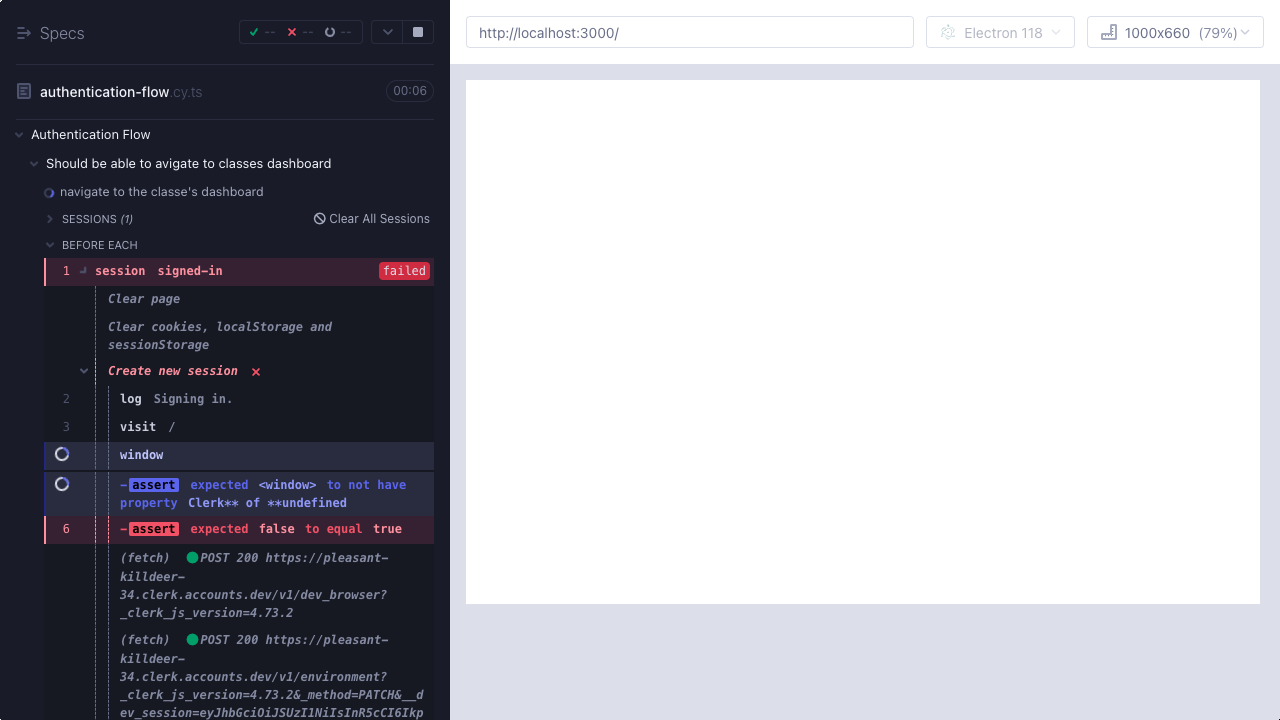 Specs
--
--
--
http://localhost:3000/
Electron 118
1000x660 (79%)
authentication-flow.cy.ts
00:06
Authentication Flow
Should be able to avigate to classes dashboard
navigate to the classe's dashboard
SESSIONS (1)
Clear All Sessions
BEFORE EACH
1 session signed-in failed
Clear page
Clear cookies, localStorage and
sessionStorage
Create new session
2 log Signing in.
3 visit /
window
-assert expected <window> to not have
property Clerk** of **undefined
6 -assert expected false to equal true
(fetch) POST 200 https://pleasant-
killdeer-
34.clerk.accounts.dev/v1/dev_browser?
_clerk_js_version=4.73.2
(fetch) POST 200 https://pleasant-
killdeer-
34.clerk.accounts.dev/v1/environment?
_clerk_js_version=4.73.2&_method=PATCH&__d
ev_session=eyJhbGciOiJSUzI1NiIsInR5cCI6Ikp